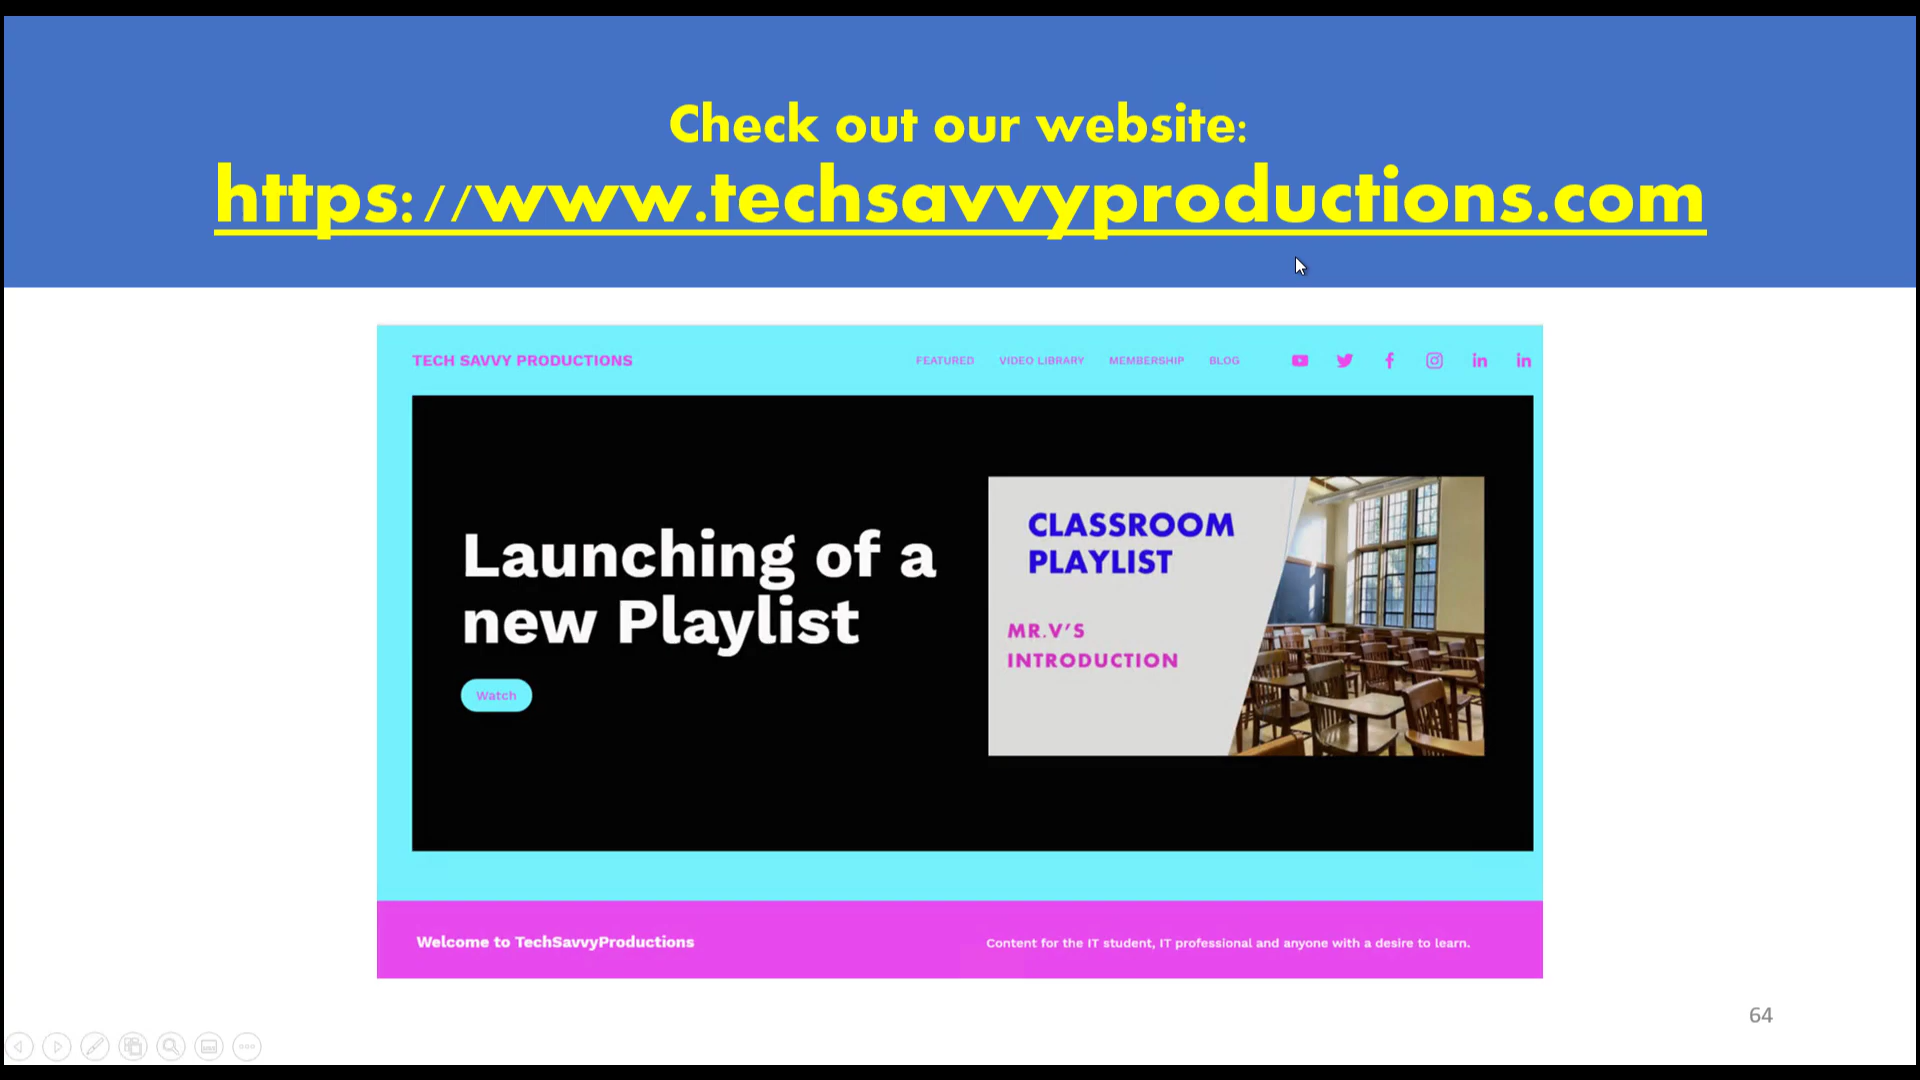 Check out our website:
https://www.techsavvyproductions.com
TECH SAVVY PRODUCTIONS
FEATURED VIDEO LIBRARY MEMBERSHIP BLOG
Launching of a
new Playlist
Watch
CLASSROOM
PLAYLIST
MR.V'S
INTRODUCTION
Welcome to TechSavvyProductions
Content for the IT student, IT professional and anyone with a desire to learn.
64